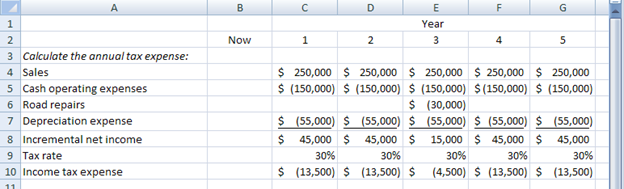 A B C D E F G
1 Year
2 Now 1 2 3 4 5
3 Calculate the annual tax expense:
4 Sales $ 250,000 $ 250,000 $ 250,000 $ 250,000 $ 250,000
5 Cash operating expenses $ (150,000) $ (150,000) $ (150,000) $ (150,000) $ (150,000)
6 Road repairs $ (30,000)
7 Depreciation expense $ (55,000) $ (55,000) $ (55,000) $ (55,000) $ (55,000)
8 Incremental net income $ 45,000 $ 45,000 $ 15,000 $ 45,000 $ 45,000
9 Tax rate 30% 30% 30% 30% 30%
10 Income tax expense $ (13,500) $ (13,500) $ (4,500) $ (13,500) $ (13,500)
11